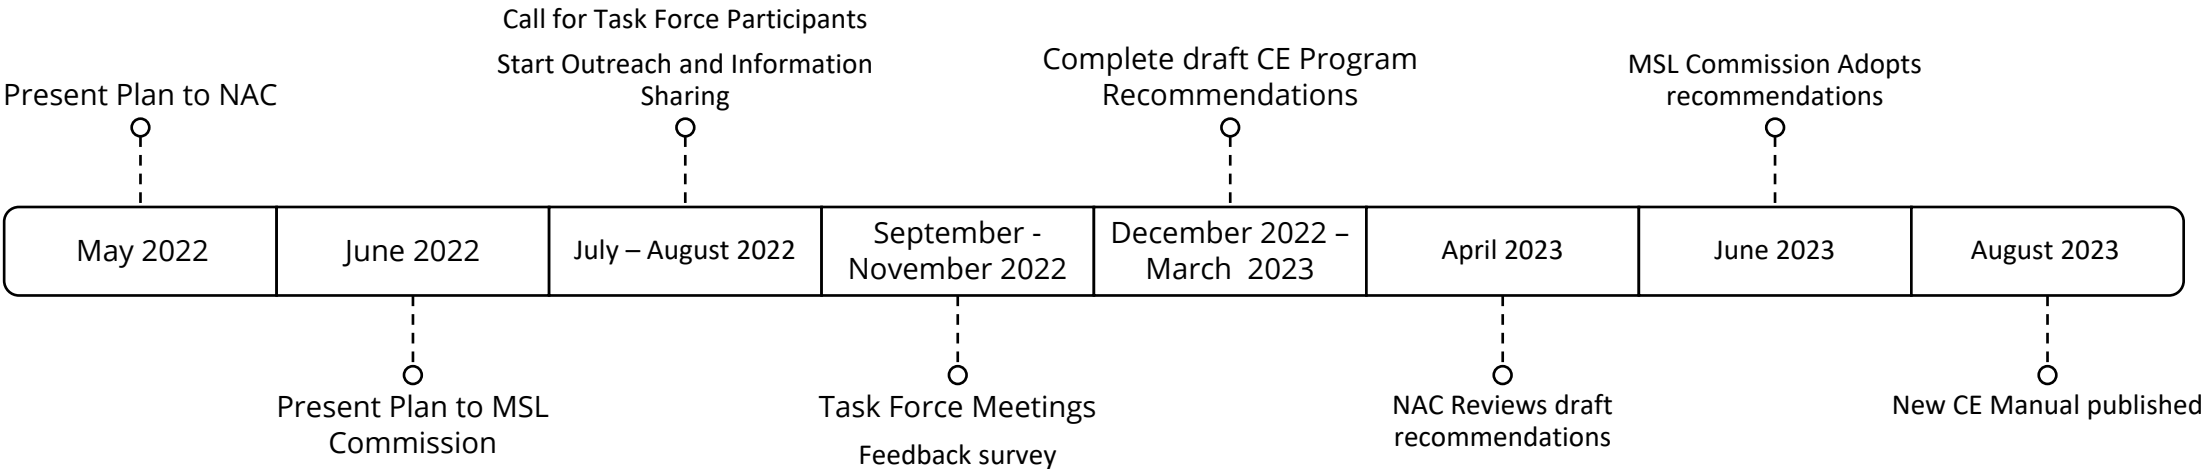 Call for Task Force Participants
Start Outreach and Information
Sharing
Present Plan to NAC
Complete draft CE Program
Recommendations
MSL Commission Adopts
recommendations
May 2022
June 2022
July – August 2022
September -
November 2022
December 2022 –
March 2023
April 2023
June 2023
August 2023
Present Plan to MSL
Commission
Task Force Meetings
Feedback survey
NAC Reviews draft
recommendations
New CE Manual published